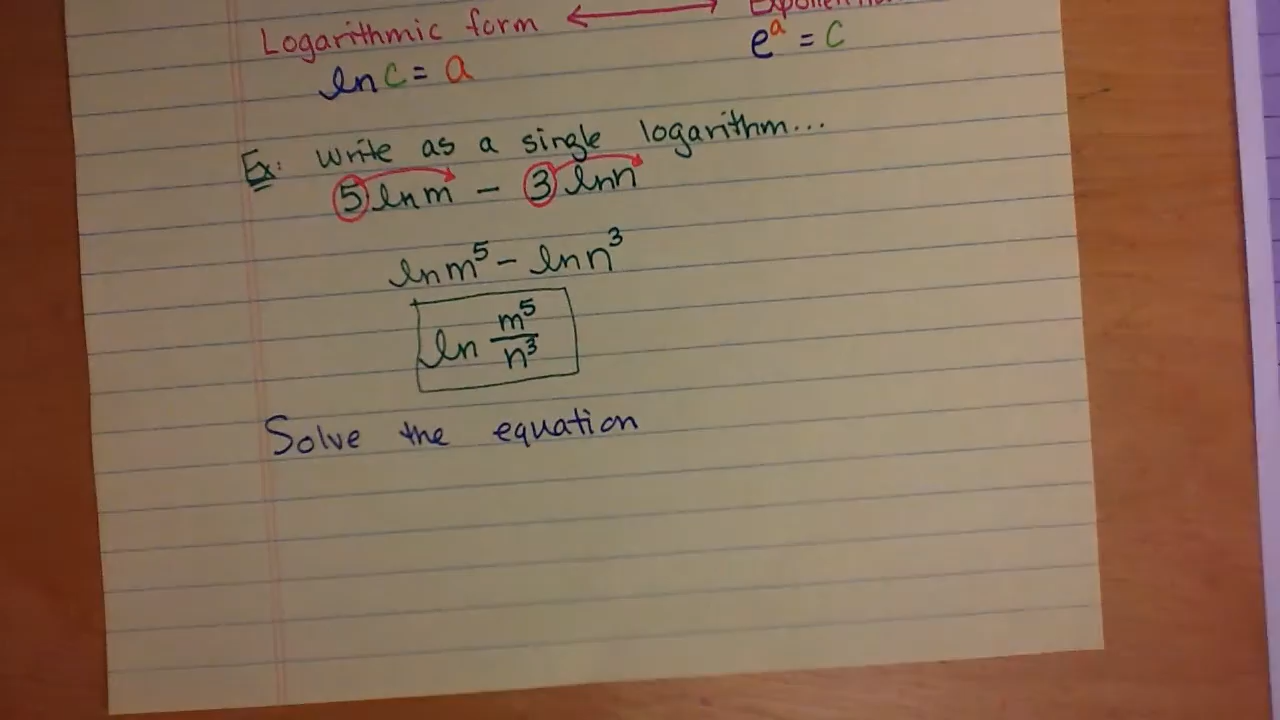 Logarithmic form ⟷
ln c = a
e^a = c
Ex: Write as a single logarithm...
5 ln m - 3 ln n
ln m^5 - ln n^3
ln m^5/n^3
Solve the equation